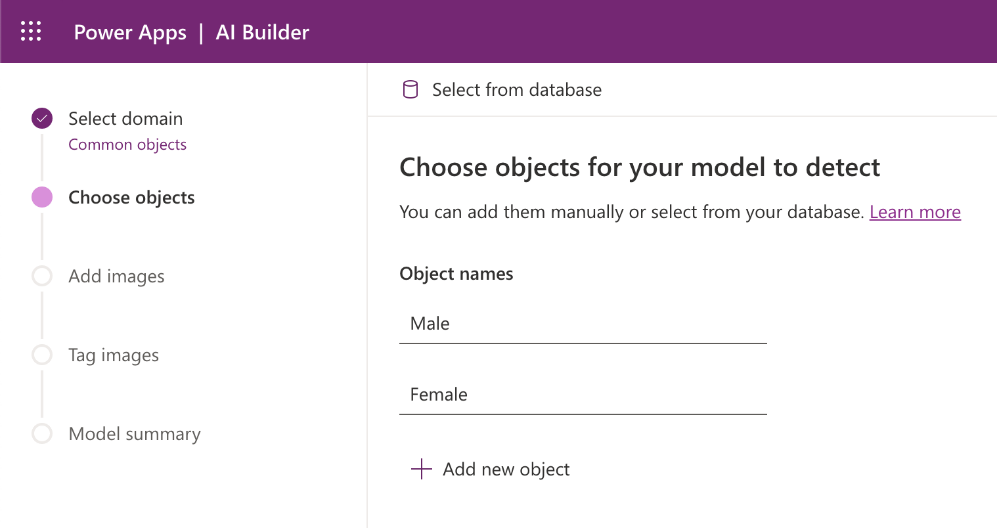 Power Apps | AI Builder
Select domain
Common objects
Choose objects
Add images
Tag images
Model summary
Select from database
Choose objects for your model to detect
You can add them manually or select from your database. Learn more
Object names
Male
Female
Add new object